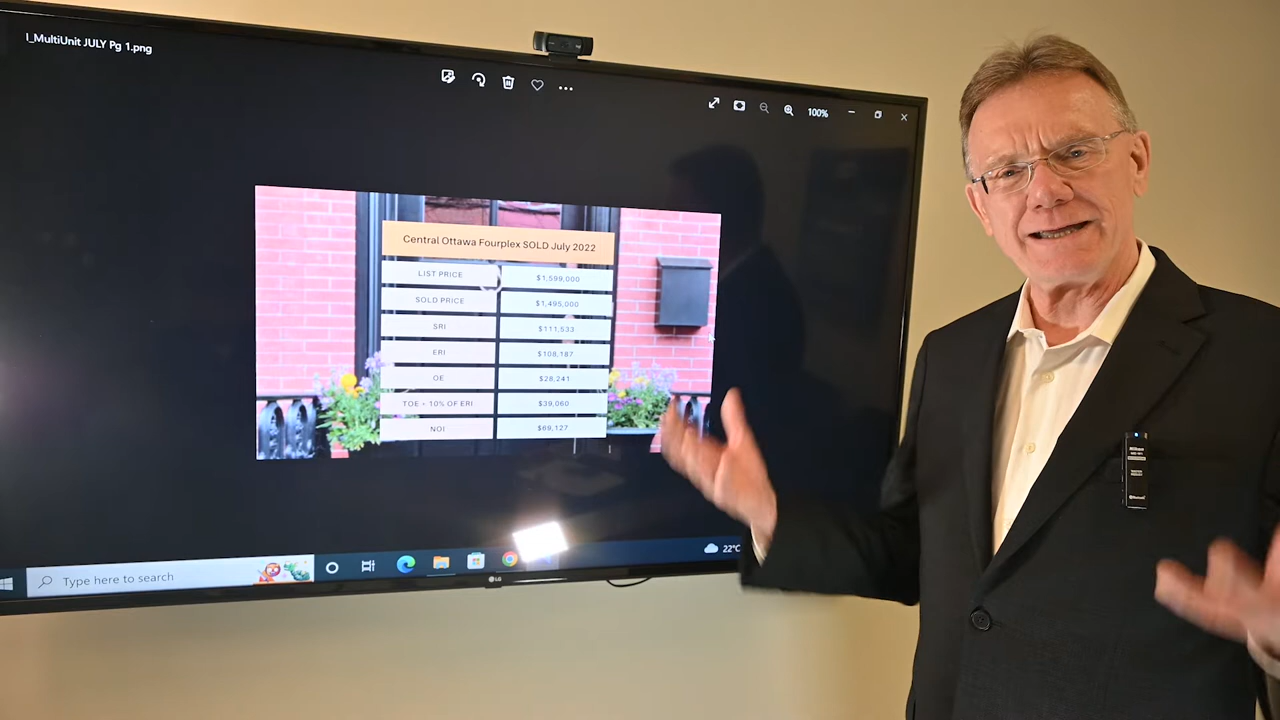 l_MultiUnit JULY Pg 1.png
100%
Central Ottawa Fourplex SOLD July 2022
LIST PRICE $1,599,000
SOLD PRICE $1,495,000
SRI $111,533
ERI $108,187
OE $28,241
TOE + 10% OF ERI $39,060
NOI $69,127
Type here to search
22°C
LG